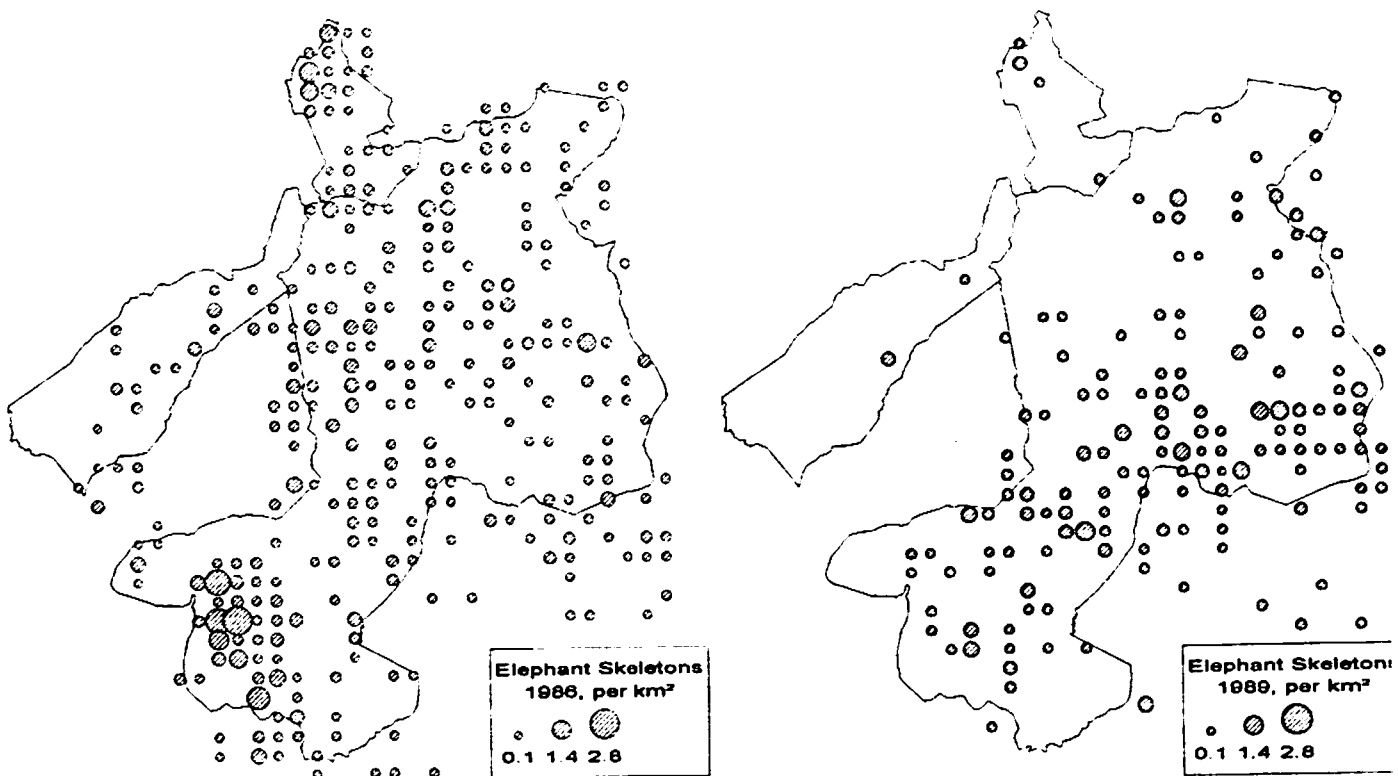 Elephant Skeletons
1986, per km²
0.1 1.4 2.8
Elephant Skeletons
1989, per km²
0.1 1.4 2.8